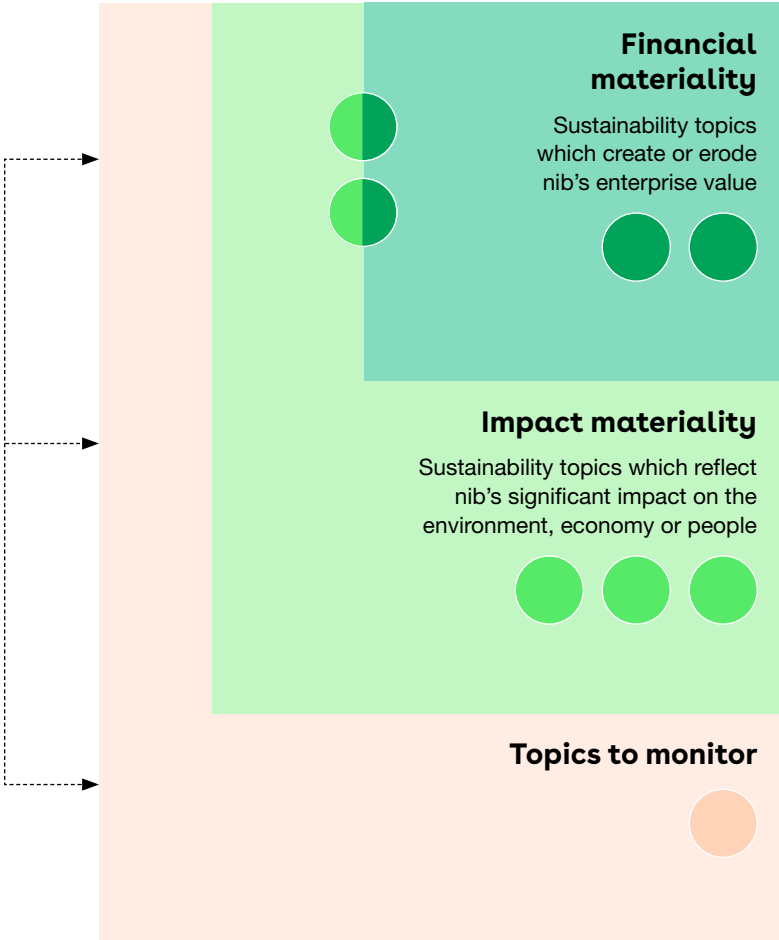 Financial
materiality
Sustainability topics
which create or erode
nib's enterprise value
Impact materiality
Sustainability topics which reflect
nib's significant impact on the
environment, economy or people
Topics to monitor